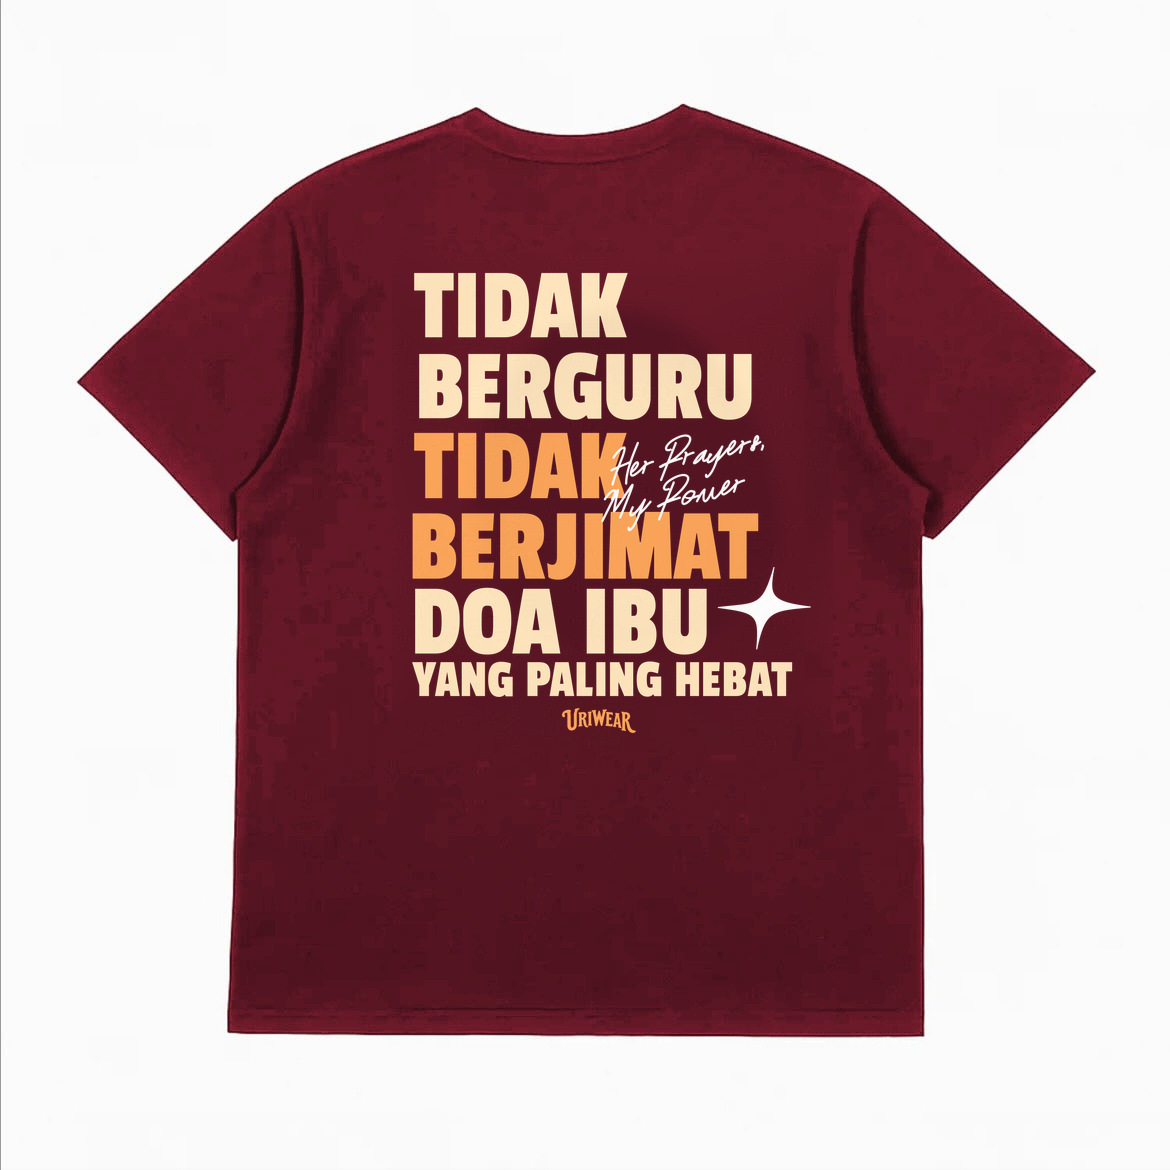 TIDAK
BERGURU
TIDAK
Her Prayers,
My Power
BERJIMAT
DOA IBU
YANG PALING HEBAT
URIWEAR